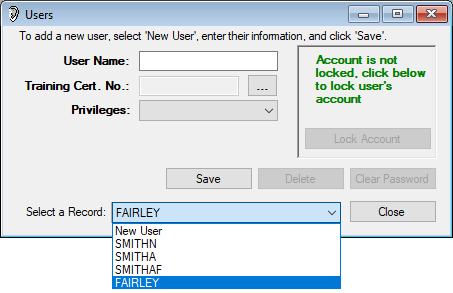 Users
To add a new user, select 'New User', enter their information, and click 'Save'.
User Name:
Training Cert. No.:
...
Privileges:
Account is not
locked, click below
to lock user's
account
Lock Account
Save
Delete
Clear Password
Select a Record:
FAIRLEY
Close
New User
SMITHN
SMITHA
SMITHAF
FAIRLEY